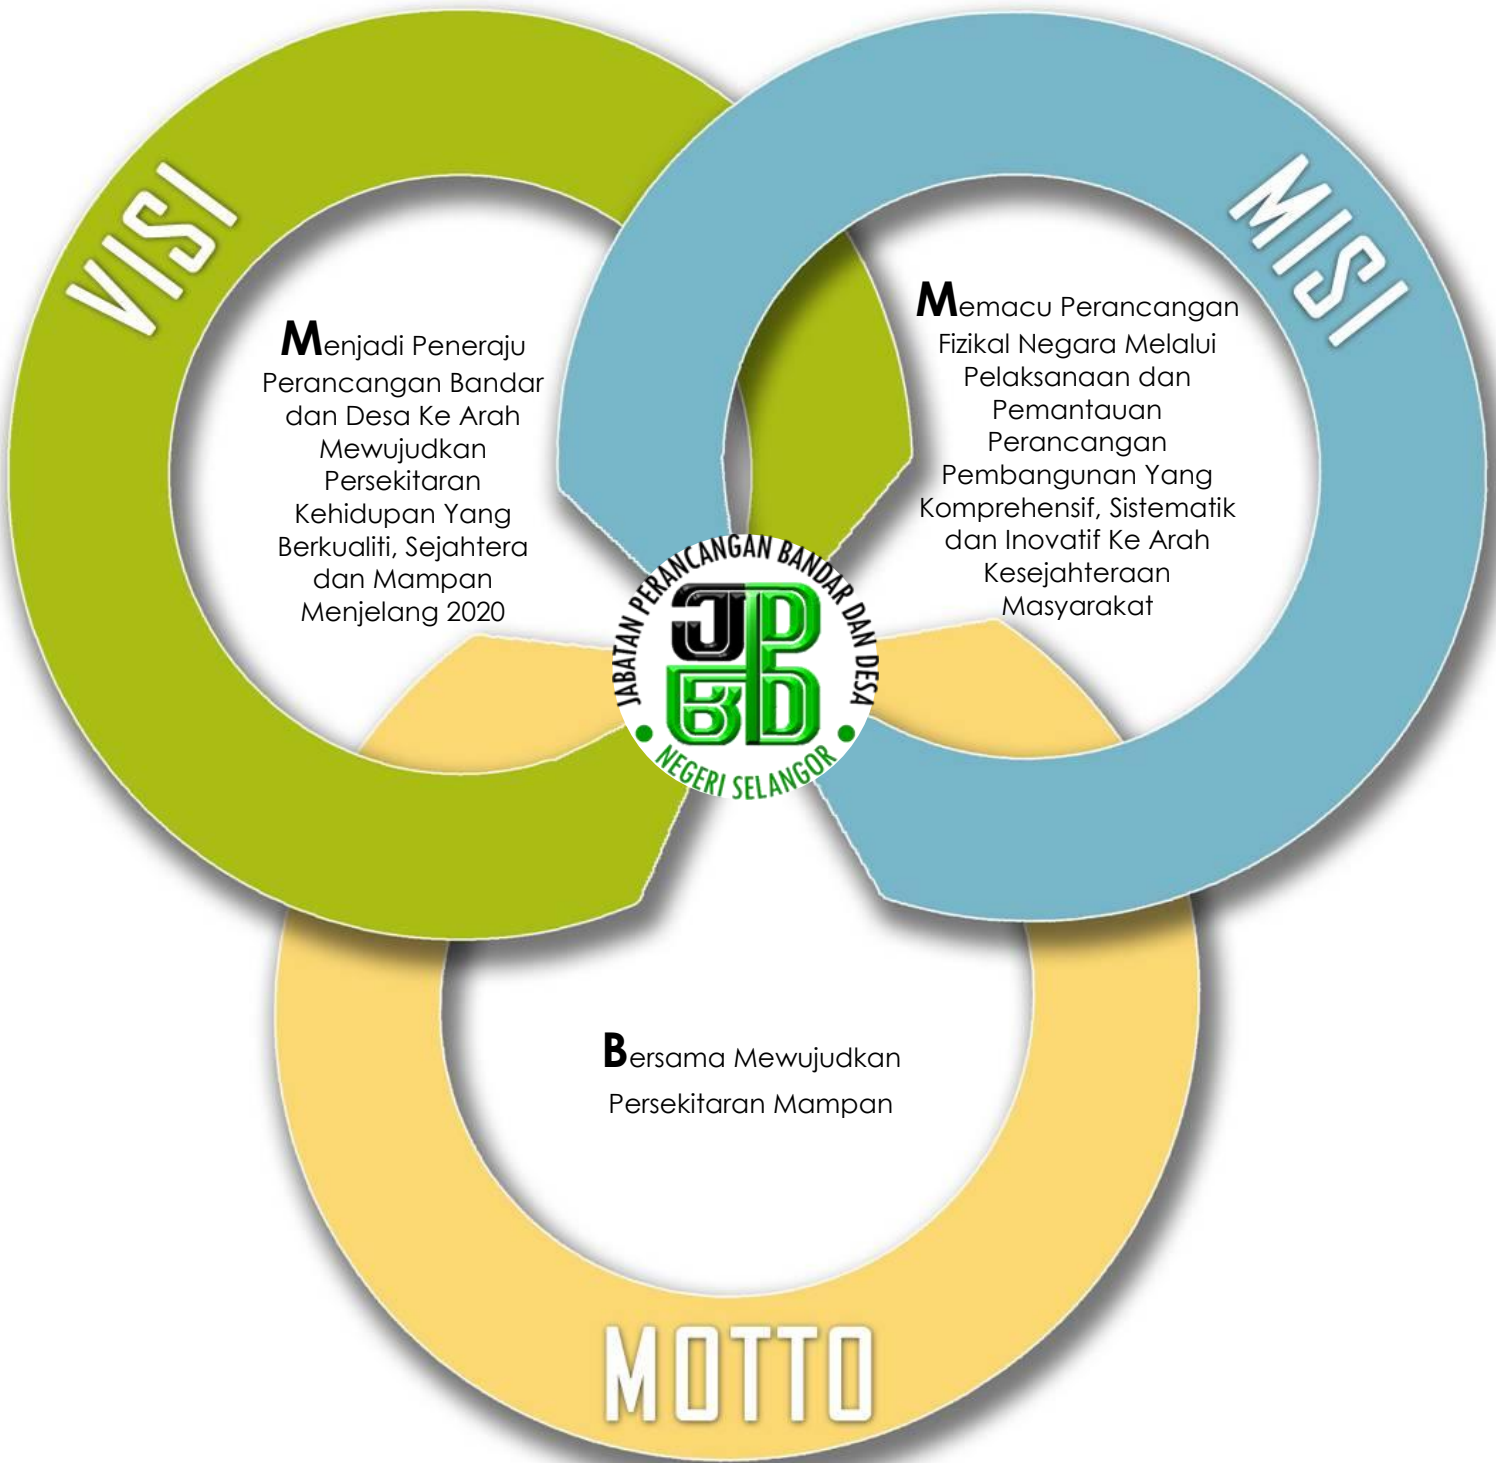 VISI
Menjadi Peneraju
Perancangan Bandar
dan Desa Ke Arah
Mewujudkan
Persekitaran
Kehidupan Yang
Berkualiti, Sejahtera
dan Mampan
Menjelang 2020
MISI
Memacu Perancangan
Fizikal Negara Melalui
Pelaksanaan dan
Pemantauan
Perancangan
Pembangunan Yang
Komprehensif, Sistematik
dan Inovatif Ke Arah
Kesejahteraan
Masyarakat
JABATAN PERANCANGAN BANDAR DAN DESA
JP
BD
• NEGERI SELANGOR •
Bersama Mewujudkan
Persekitaran Mampan
MOTTO